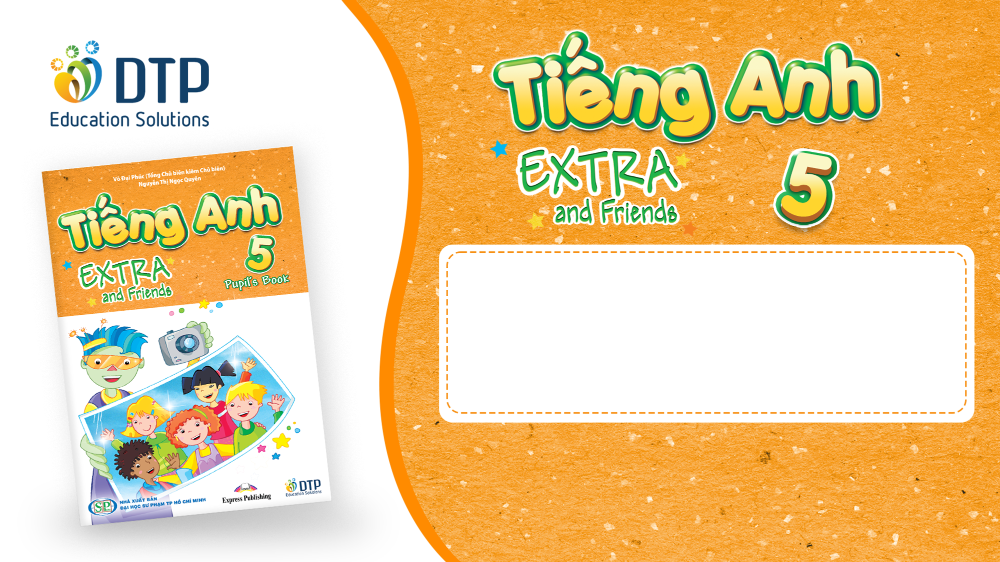 DTP
Education Solutions
Võ Đại Phúc (Tổng Chủ biên kiêm Chủ biên)
Nguyễn Thị Ngọc Quyên
Tiếng Anh
5
EXTRA
and Friends
Pupil's Book
NHÀ XUẤT BẢN
ĐẠI HỌC SƯ PHẠM TP HỒ CHÍ MINH
Express Publishing
DTP
Education Solutions
Tiếng Anh
EXTRA
and Friends
5